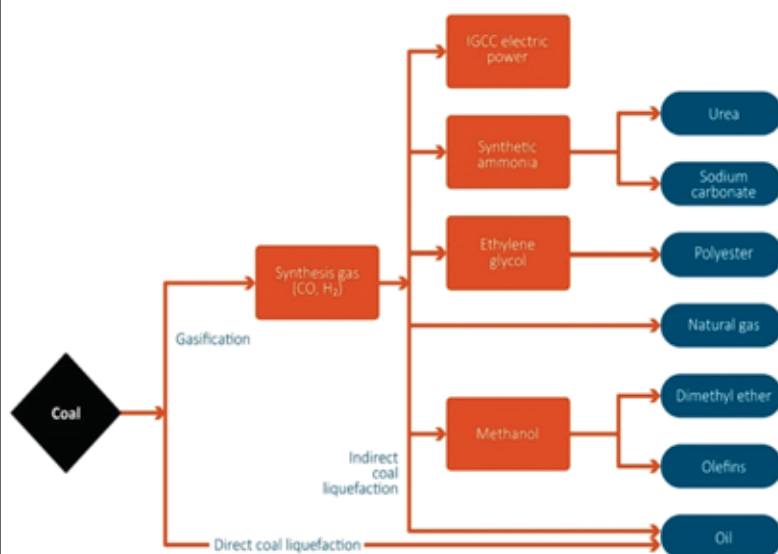 IGCC electric
power
Urea
Synthetic
ammonia
Sodium
carbonate
Ethylene
glycol
Polyester
Synthesis gas
(CO, H₂)
Natural gas
Gasification
Dimethyl ether
Coal
Methanol
Indirect
coal
liquefaction
Olefins
Oil
Direct coal liquefaction